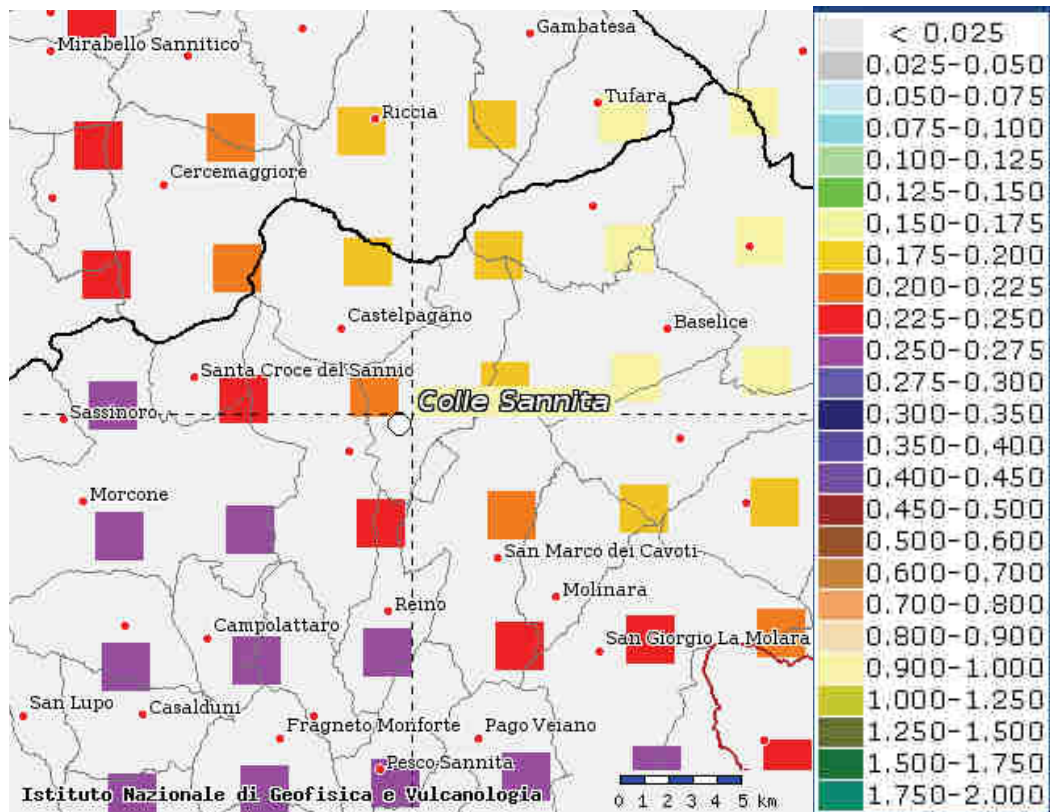 Gambatesa
Mirabello Sannitico
Tufara
Riccia
Cercemaggiore
Castelpagano
Baselice
Santa Croce del Sannio
Colle Sannita
Sassinoro
Morcone
San Marco dei Cavoti
Molinara
Reino
Campolattaro
San Giorgio La Molara
San Lupo
Casalduni
Fragneto Monforte
Pago Veiano
Pesco Sannita
Istituto Nazionale di Geofisica e Vulcanologia
0 1 2 3 4 5 km
< 0.025
0.025-0.050
0.050-0.075
0.075-0.100
0.100-0.125
0.125-0.150
0.150-0.175
0.175-0.200
0.200-0.225
0.225-0.250
0.250-0.275
0.275-0.300
0.300-0.350
0.350-0.400
0.400-0.450
0.450-0.500
0.500-0.600
0.600-0.700
0.700-0.800
0.800-0.900
0.900-1.000
1.000-1.250
1.250-1.500
1.500-1.750
1.750-2.000